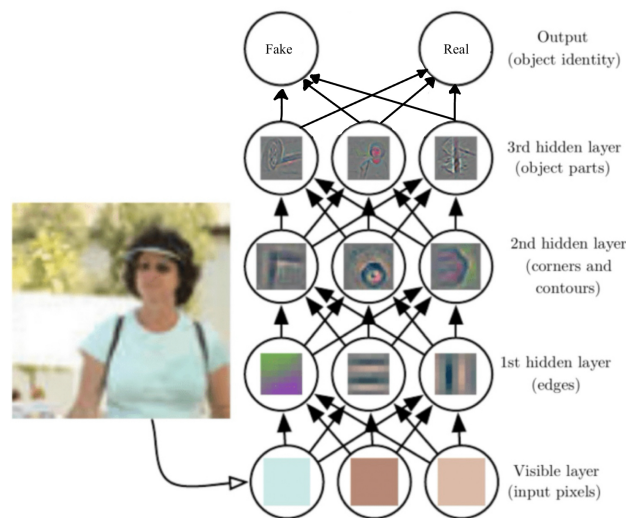 Fake
Real
Output
(object identity)
3rd hidden layer
(object parts)
2nd hidden layer
(corners and
contours)
1st hidden layer
(edges)
Visible layer
(input pixels)